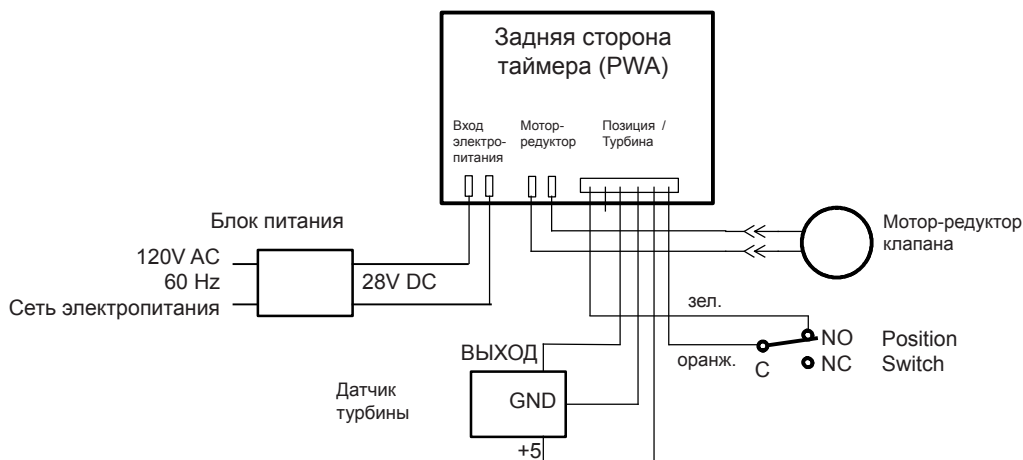 Задняя сторона
таймера (PWA)
Вход
электро-
питания
Мотор-
редуктор
Позиция /
Турбина
Блок питания
120V AC
60 Hz
Сеть электропитания
28V DC
Мотор-редуктор
клапана
зел.
оранж.
C
NO
NC
Position
Switch
ВЫХОД
Датчик
турбины
GND
+5